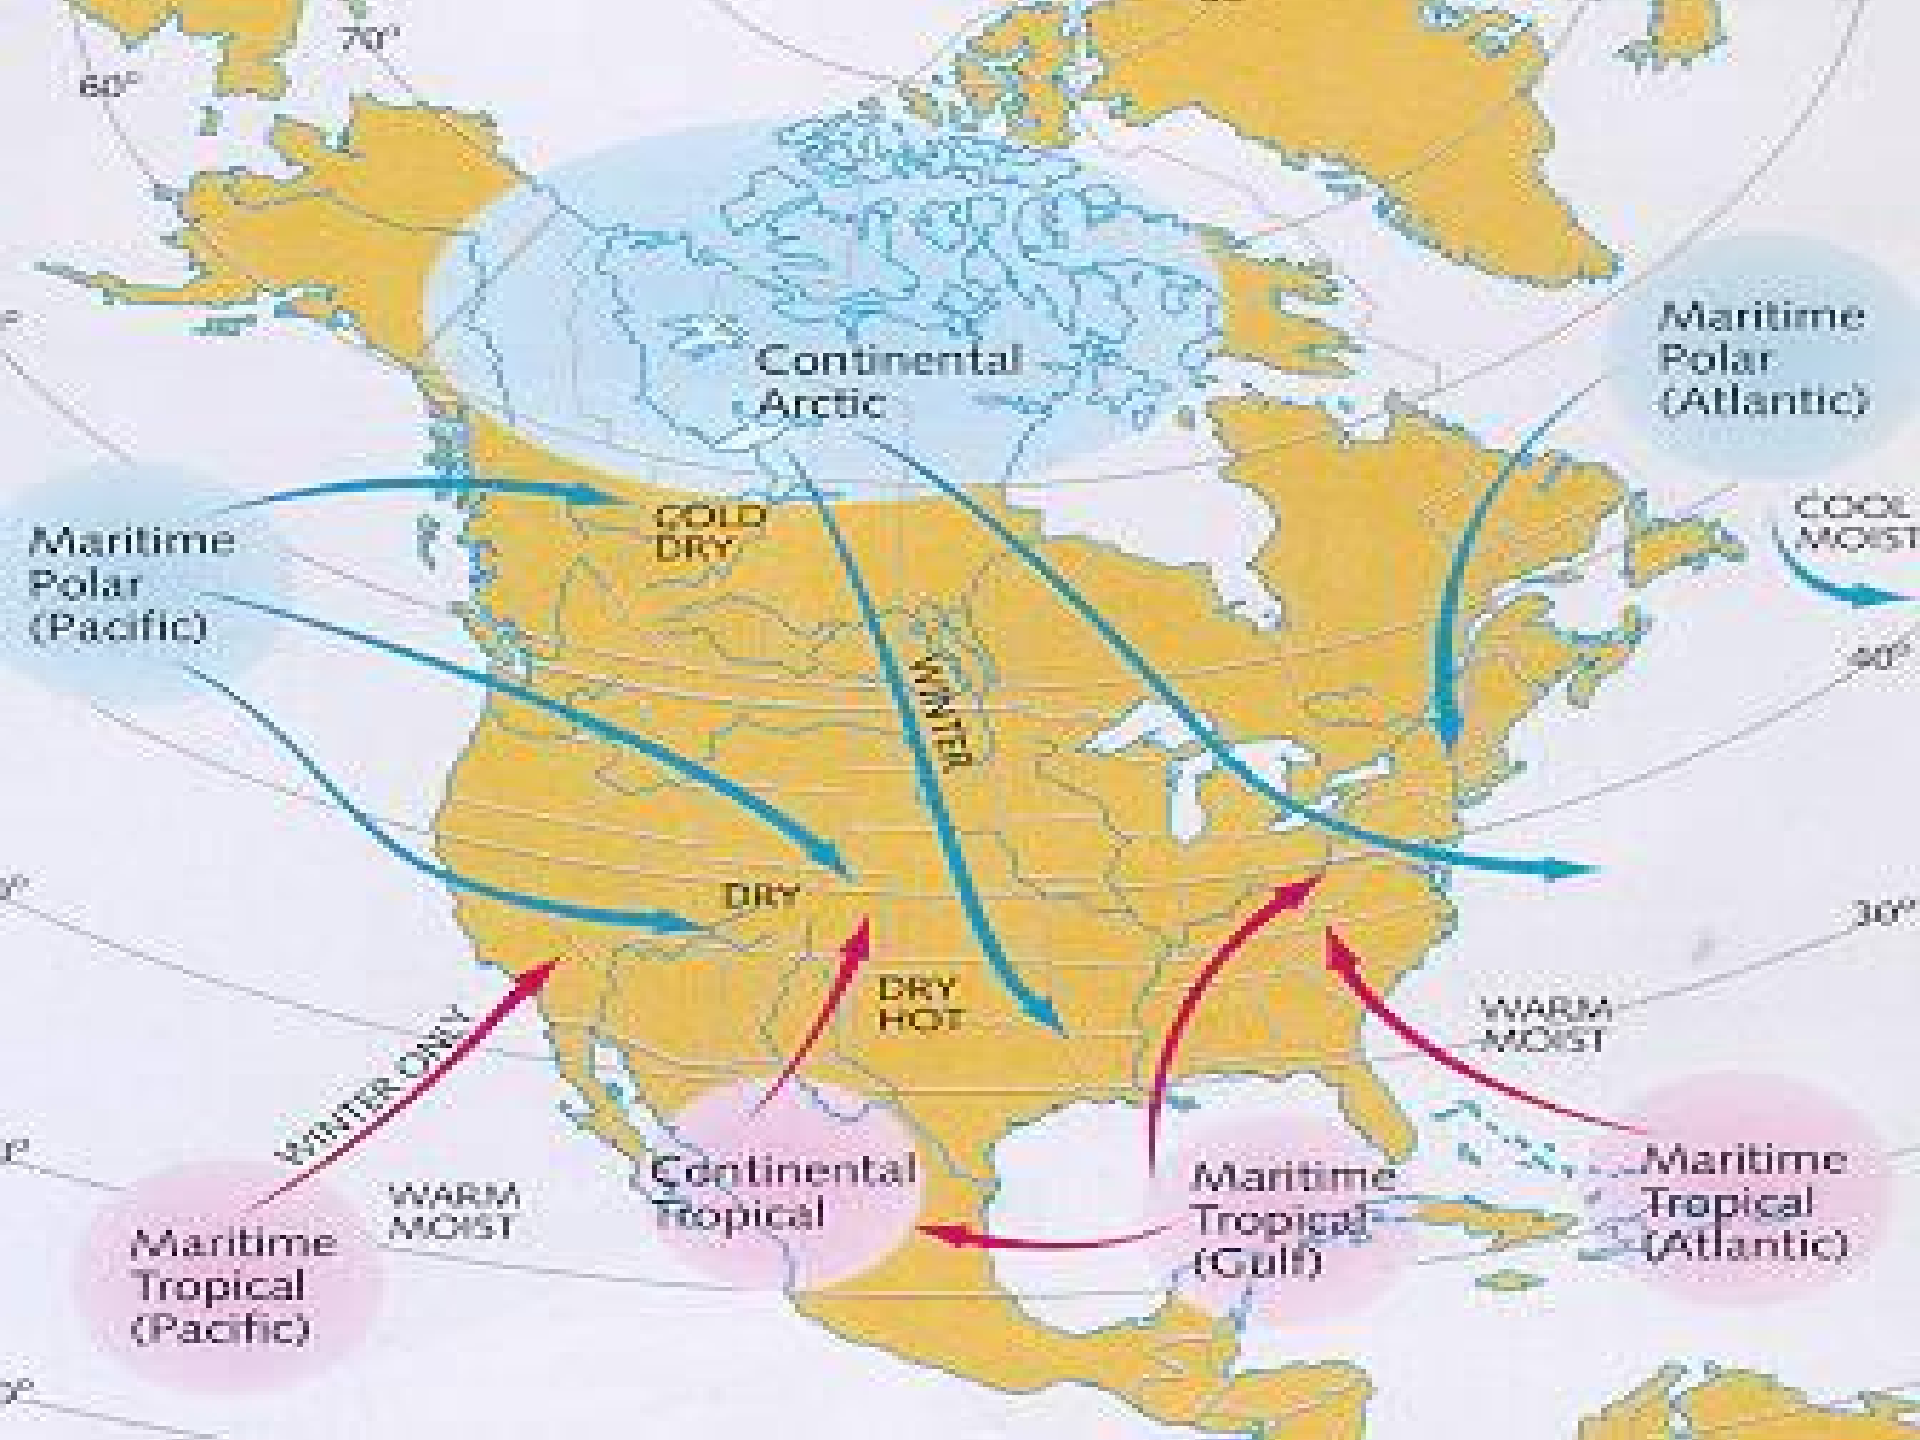 70°
60°
Continental
Arctic
Maritime
Polar
(Atlantic)
COOL
MOIST
COLD
DRY
Maritime
Polar
(Pacific)
40°
WINTER
DRY
30°
DRY
HOT
WARM
MOIST
WINTER ONLY
Continental
Tropical
Maritime
Tropical
(Gulf)
Maritime
Tropical
(Atlantic)
WARM
MOIST
Maritime
Tropical
(Pacific)